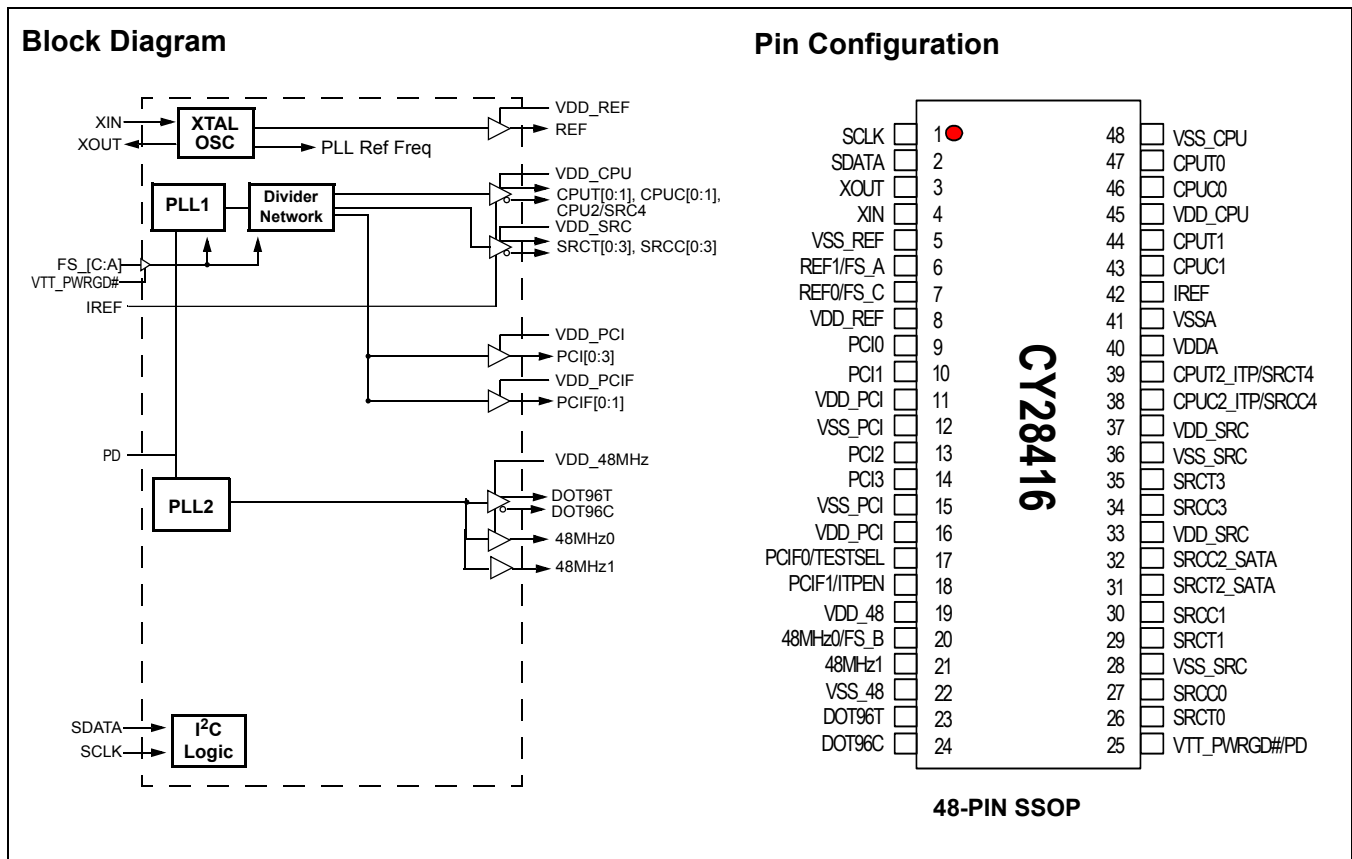 Block Diagram
XIN
XOUT
XTAL
OSC
PLL Ref Freq
VDD_REF
REF
PLL1
Divider
Network
VDD_CPU
CPUT[0:1], CPUC[0:1],
CPU2/SRC4
VDD_SRC
SRCT[0:3], SRCC[0:3]
FS_[C:A]
VTT_PWRGD#
IREF
VDD_PCI
PCI[0:3]
VDD_PCIF
PCIF[0:1]
PD
PLL2
VDD_48MHz
DOT96T
DOT96C
48MHz0
48MHz1
SDATA
SCLK
I2C
Logic
Pin Configuration
SCLK 1 48 VSS_CPU
SDATA 2 47 CPUT0
XOUT 3 46 CPUC0
XIN 4 45 VDD_CPU
VSS_REF 5 44 CPUT1
REF1/FS_A 6 43 CPUC1
REF0/FS_C 7 42 IREF
VDD_REF 8 41 VSSA
PCI0 9 40 VDDA
PCI1 10 39 CPUT2_ITP/SRCT4
VDD_PCI 11 38 CPUC2_ITP/SRCC4
VSS_PCI 12 37 VDD_SRC
PCI2 13 36 VSS_SRC
PCI3 14 35 SRCT3
VSS_PCI 15 34 SRCC3
VDD_PCI 16 33 VDD_SRC
PCIF0/TESTSEL 17 32 SRCC2_SATA
PCIF1/ITPEN 18 31 SRCT2_SATA
VDD_48 19 30 SRCC1
48MHz0/FS_B 20 29 SRCT1
48MHz1 21 28 VSS_SRC
VSS_48 22 27 SRCC0
DOT96T 23 26 SRCT0
DOT96C 24 25 VTT_PWRGD#/PD
CY28416
48-PIN SSOP